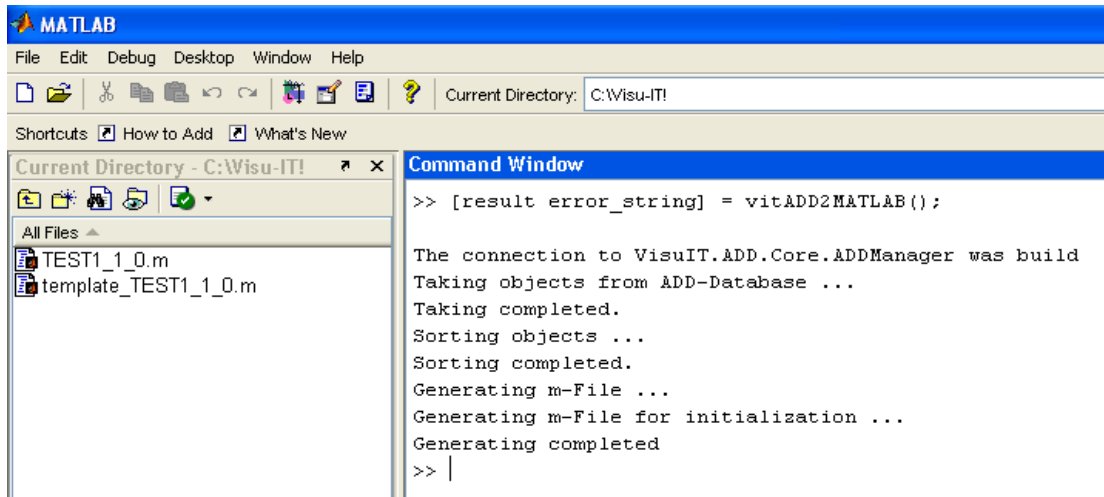 MATLAB
File Edit Debug Desktop Window Help
Current Directory: C:\Visu-IT!
Shortcuts How to Add What's New
Current Directory - C:\Visu-IT!
All Files
TEST1_1_0.m
template_TEST1_1_0.m
Command Window
>> [result error_string] = vitADD2MATLAB();
The connection to VisuIT.ADD.Core.ADDManager was build
Taking objects from ADD-Database ...
Taking completed.
Sorting objects ...
Sorting completed.
Generating m-File ...
Generating m-File for initialization ...
Generating completed
>>